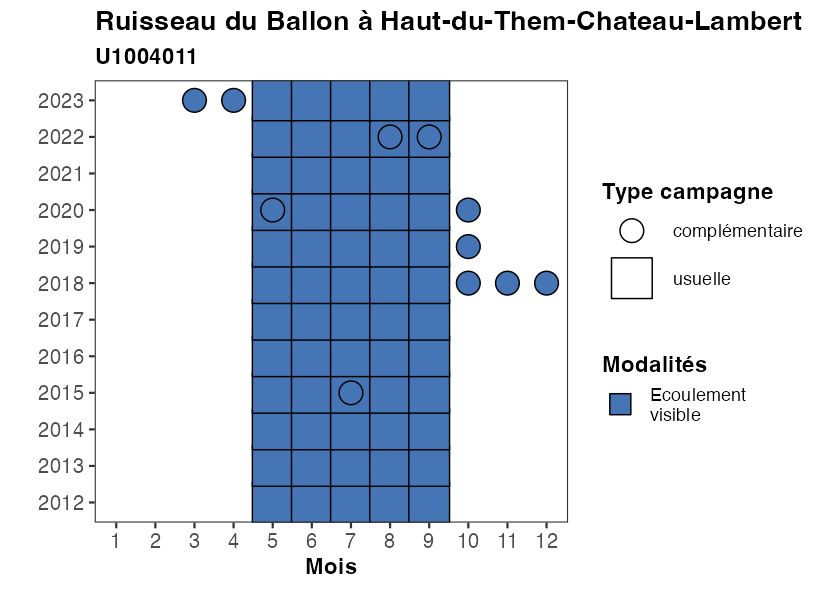 Ruisseau du Ballon à Haut-du-Them-Chateau-Lambert
U1004011
2023
2022
2021
2020
2019
2018
2017
2016
2015
2014
2013
2012
1 2 3 4 5 6 7 8 9 10 11 12
Mois
Type campagne
complémentaire
usuelle
Modalités
Ecoulement
visible